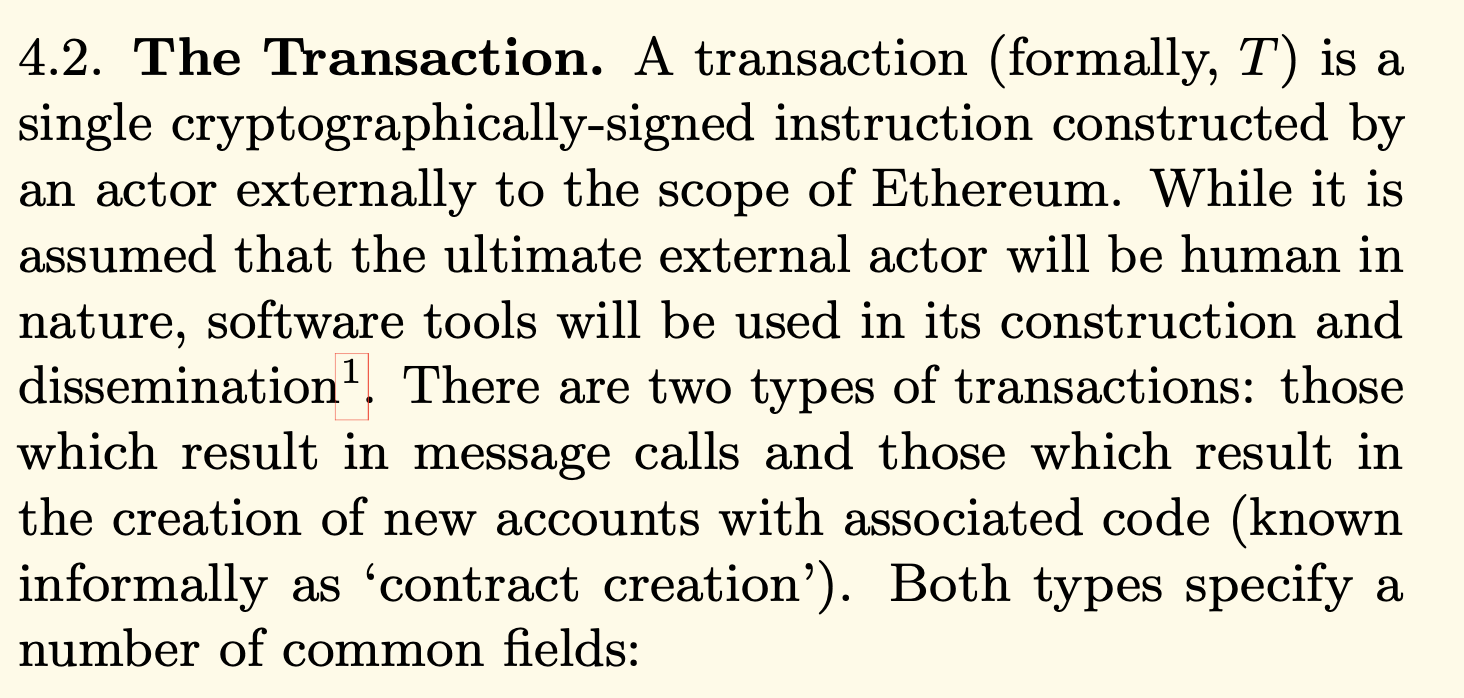 4.2. The Transaction. A transaction (formally, T) is a
single cryptographically-signed instruction constructed by
an actor externally to the scope of Ethereum. While it is
assumed that the ultimate external actor will be human in
nature, software tools will be used in its construction and
dissemination¹. There are two types of transactions: those
which result in message calls and those which result in
the creation of new accounts with associated code (known
informally as ‘contract creation’). Both types specify a
number of common fields: